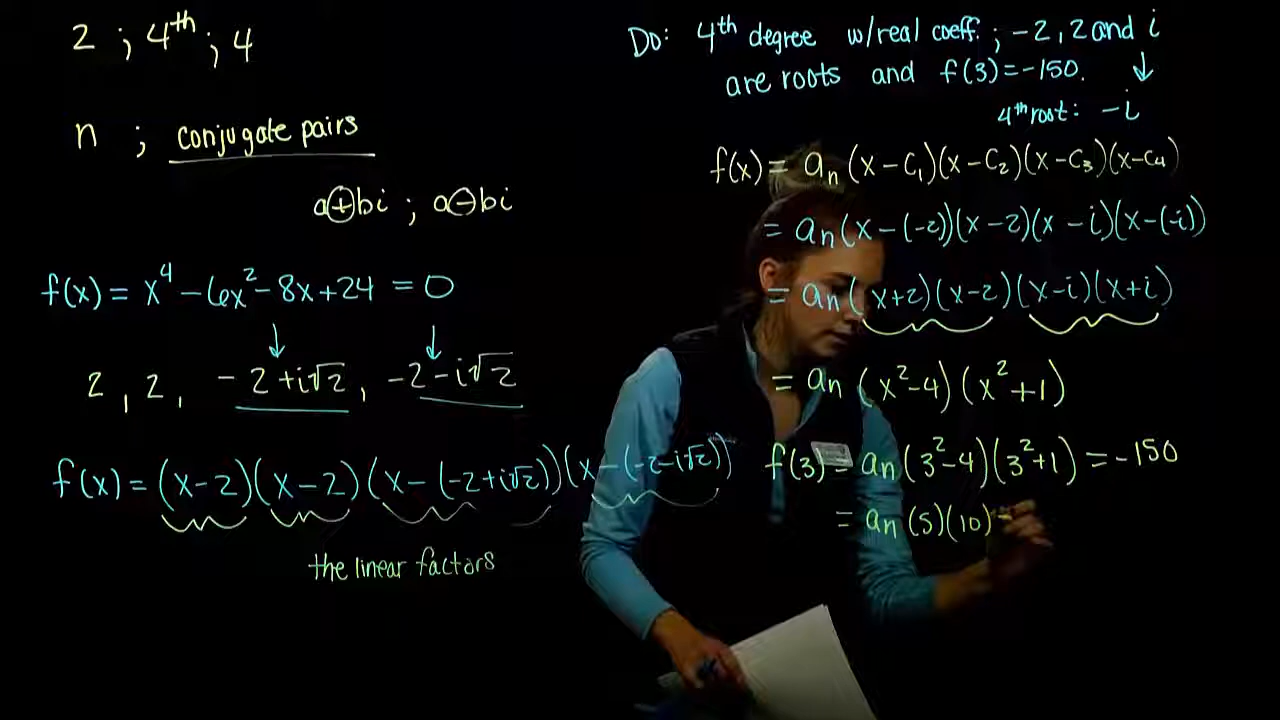 2 ; 4th ; 4
n ; conjugate pairs
a+bi ; a-bi
f(x) = x⁴ - 6x² - 8x + 24 = 0
2, 2, -2+i√2, -2-i√2
f(x) = (x-2)(x-2)(x-(-2+i√2))(x-(-2-i√2))
the linear factors
Do: 4th degree w/real coeff. ; -2, 2 and i
are roots and f(3)=-150.
4th root: -i
f(x) = an (x-c₁)(x-c₂)(x-c₃)(x-c₄)
= an (x-(-2))(x-2)(x-i)(x-(-i))
= an (x+2)(x-2)(x-i)(x+i)
= an (x²-4)(x²+1)
f(3) = an (3²-4)(3²+1) = -150
= an (5)(10) =